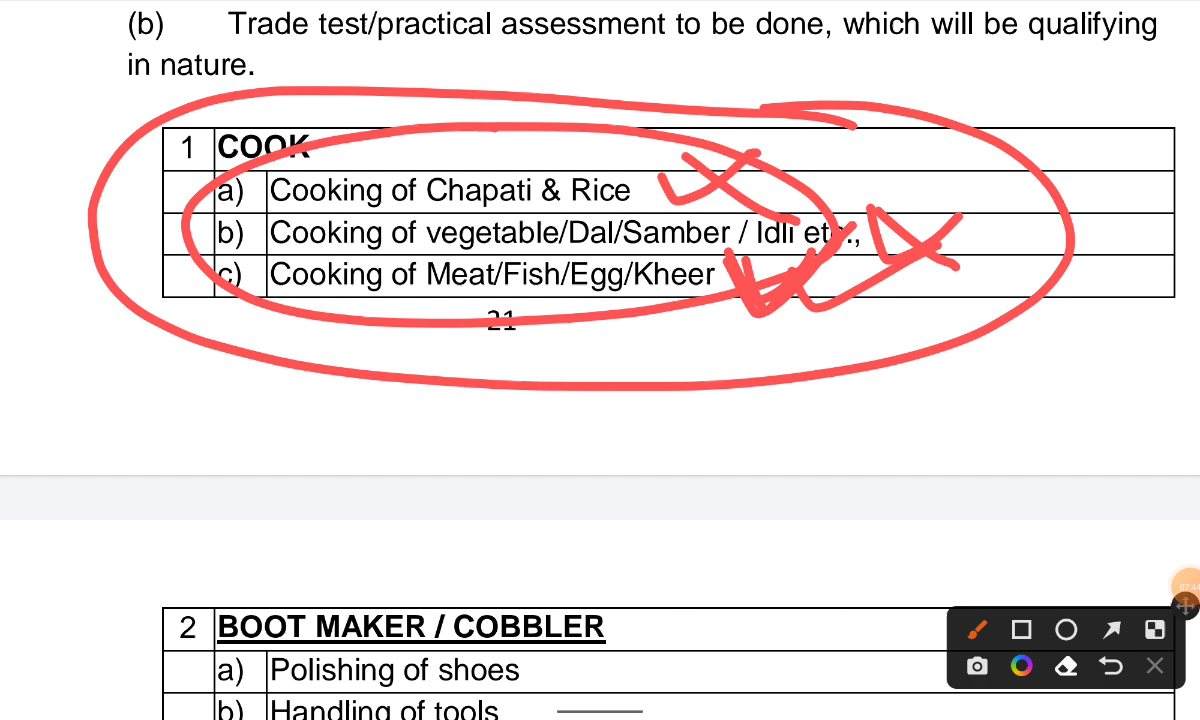 (b) Trade test/practical assessment to be done, which will be qualifying
in nature.
1 COOK
a) Cooking of Chapati & Rice
b) Cooking of vegetable/Dal/Samber / Idli etc.,
c) Cooking of Meat/Fish/Egg/Kheer
21
2 BOOT MAKER / COBBLER
a) Polishing of shoes
b) Handling of tools